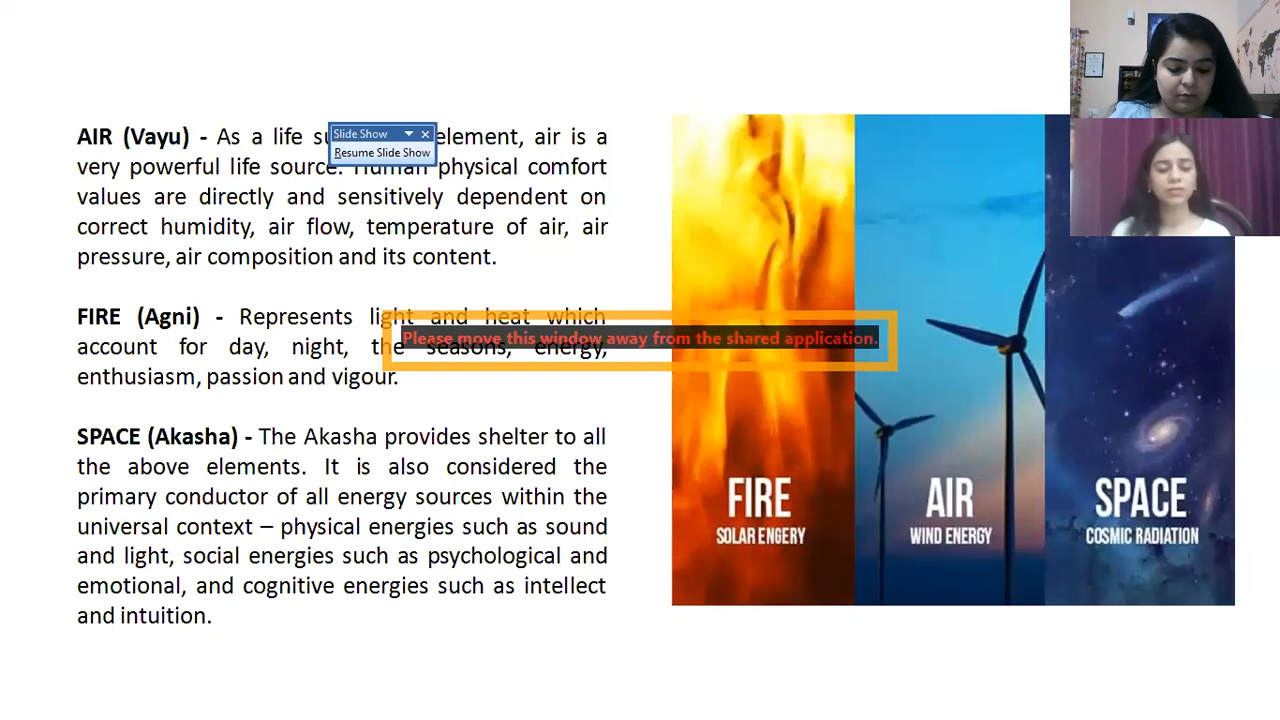 AIR (Vayu) - As a life su element, air is a
very powerful life source. Human physical comfort
values are directly and sensitively dependent on
correct humidity, air flow, temperature of air, air
pressure, air composition and its content.
Slide Show
Resume Slide Show
FIRE (Agni) - Represents light and heat which
account for day, night, the seasons, energy,
enthusiasm, passion and vigour.
Please move this window away from the shared application.
SPACE (Akasha) - The Akasha provides shelter to all
the above elements. It is also considered the
primary conductor of all energy sources within the
universal context – physical energies such as sound
and light, social energies such as psychological and
emotional, and cognitive energies such as intellect
and intuition.
FIRE
SOLAR ENGERY
AIR
WIND ENERGY
SPACE
COSMIC RADIATION